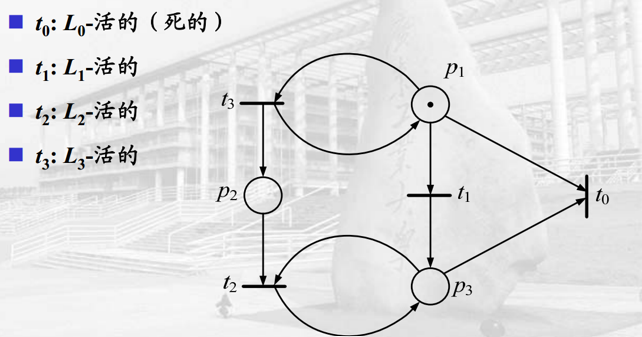 t0: L0-活的（死的）
t1: L1-活的
t2: L2-活的
t3: L3-活的
p1
t3
t1
t0
p2
t2
p3